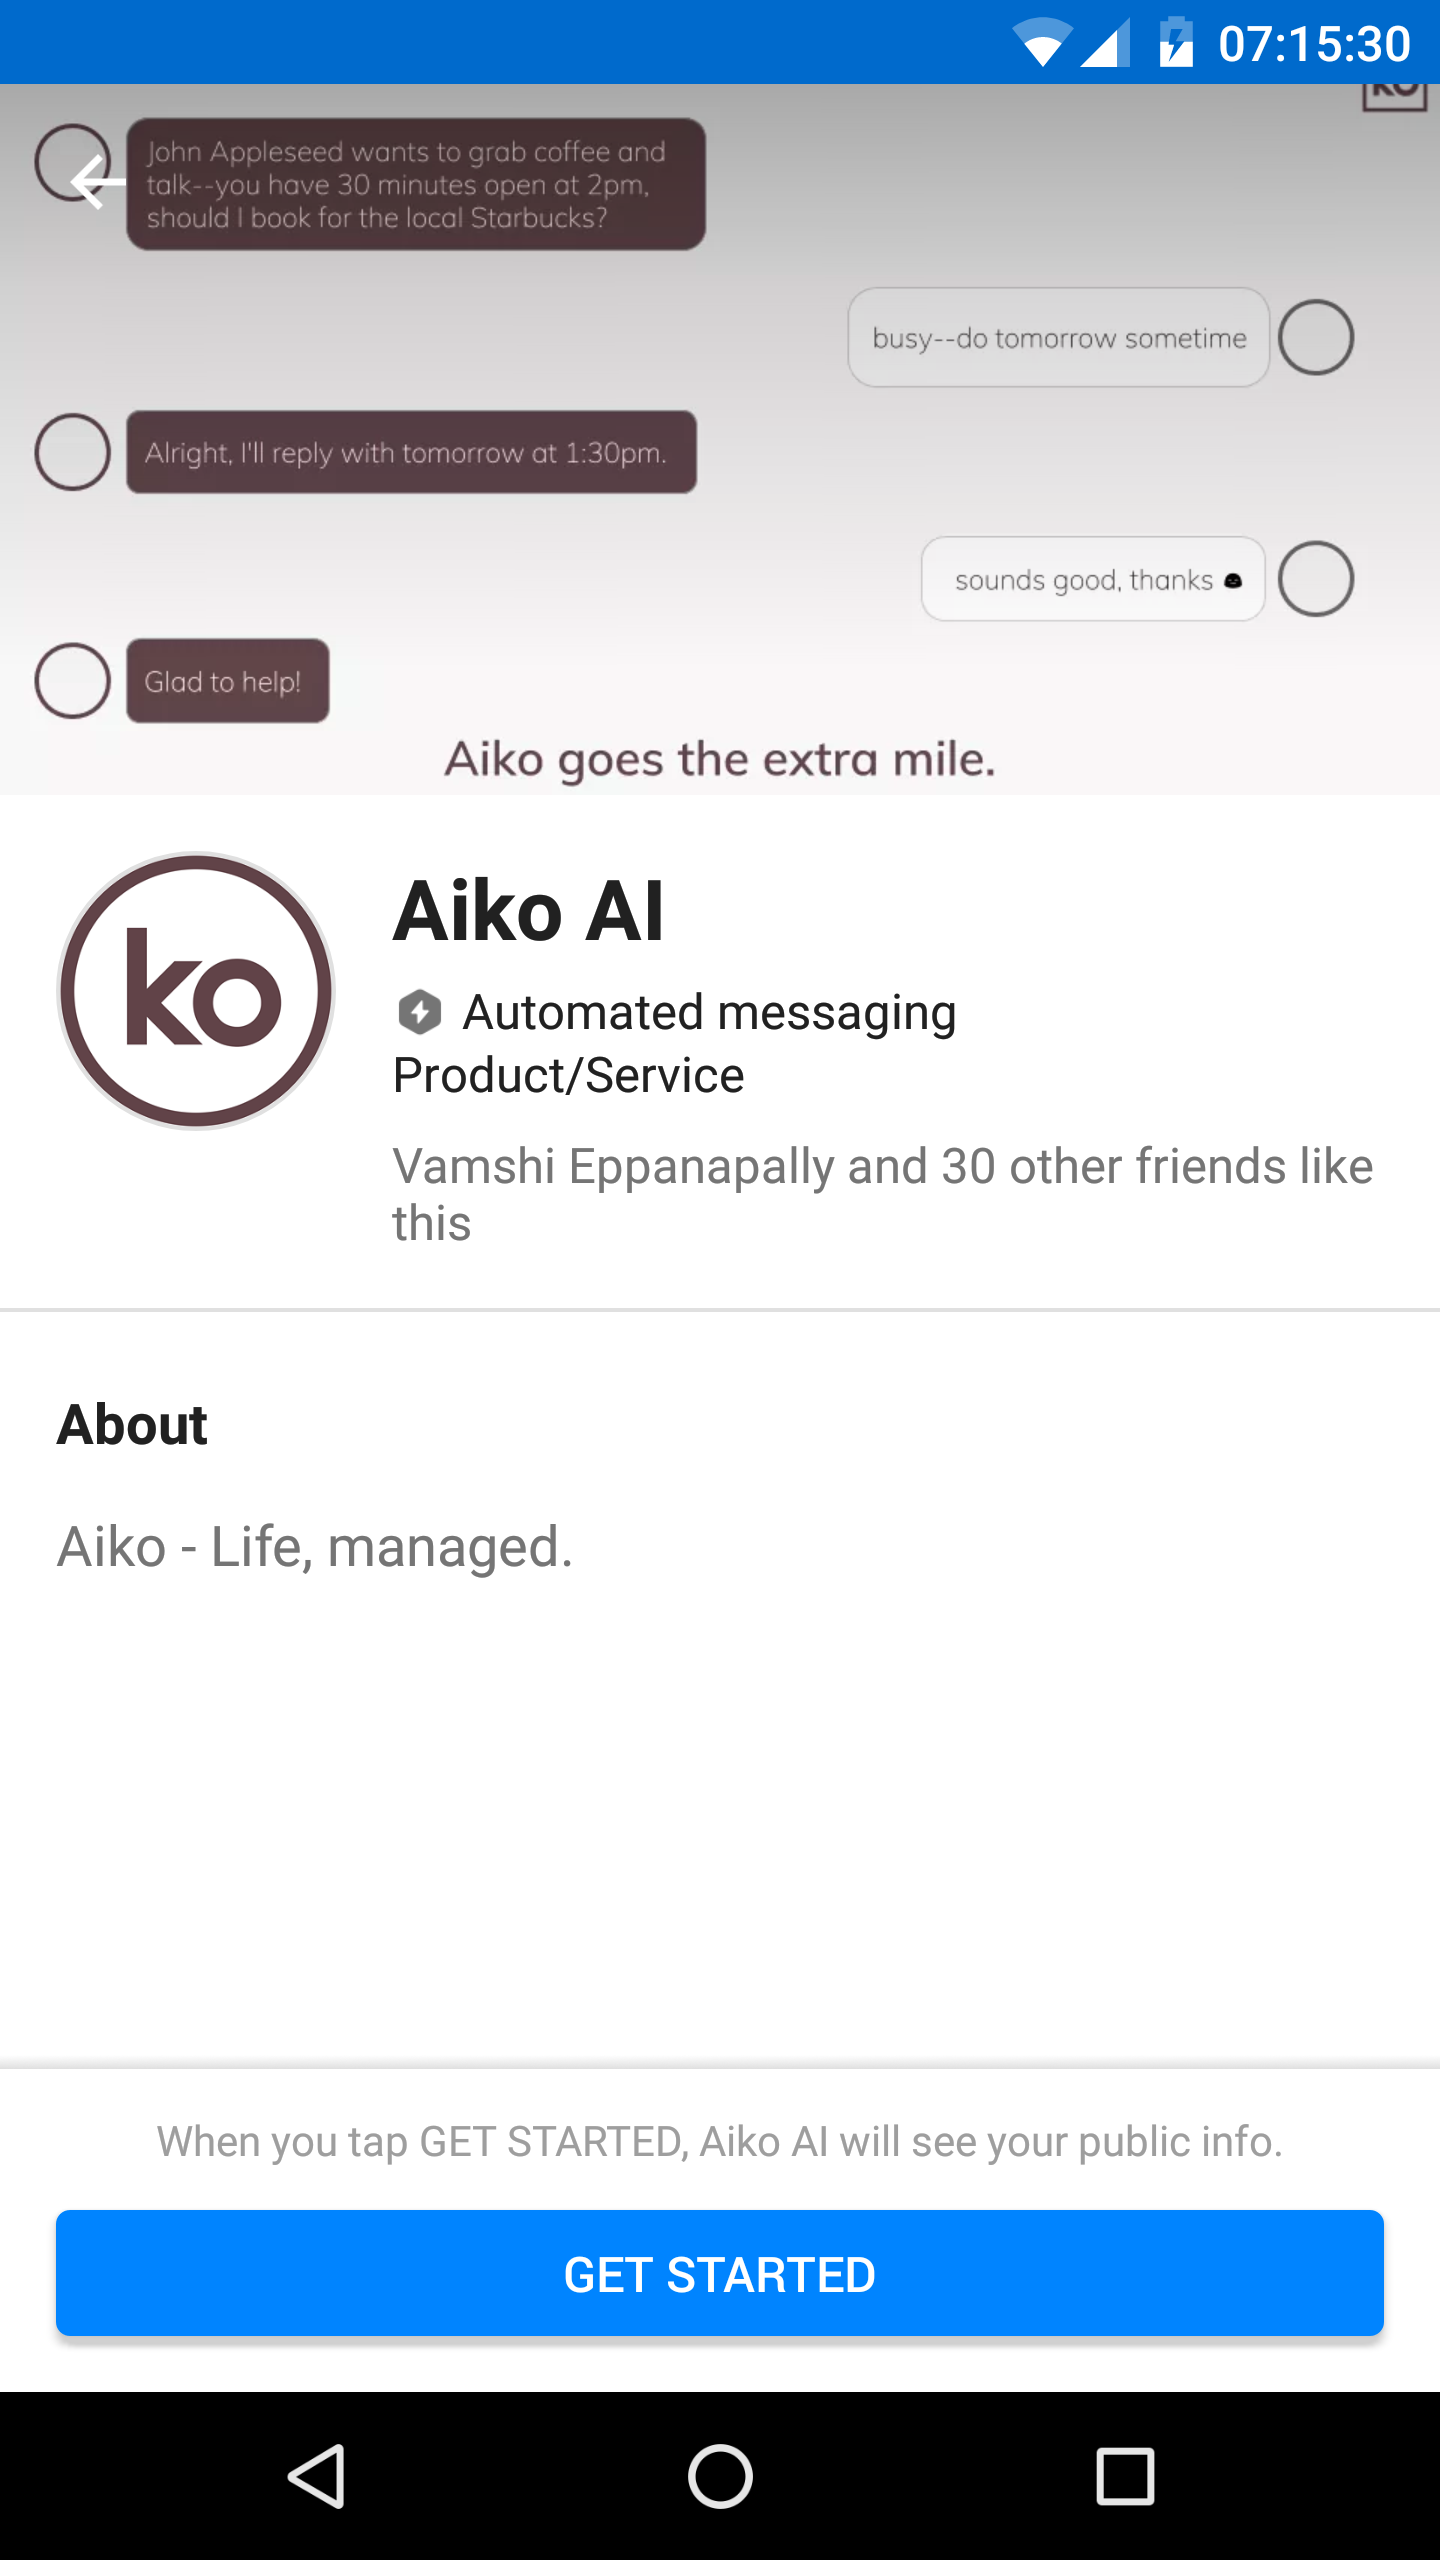 07:15:30
KO
John Appleseed wants to grab coffee and
talk--you have 30 minutes open at 2pm,
should I book for the local Starbucks?
busy--do tomorrow sometime
Alright, I'll reply with tomorrow at 1:30pm.
sounds good, thanks
Glad to help!
Aiko goes the extra mile.
ko
Aiko AI
Automated messaging
Product/Service
Vamshi Eppanapally and 30 other friends like
this
About
Aiko - Life, managed.
When you tap GET STARTED, Aiko AI will see your public info.
GET STARTED